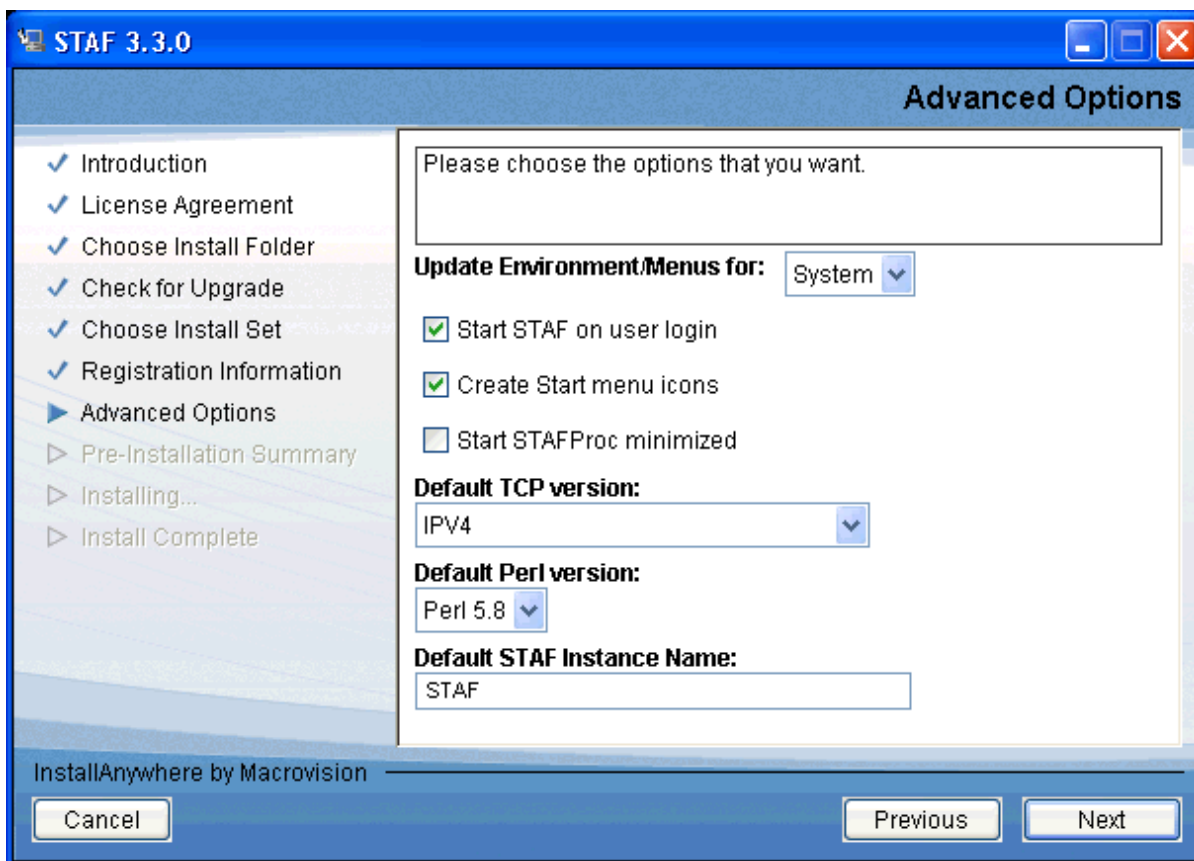 STAF 3.3.0
Advanced Options
Introduction
License Agreement
Choose Install Folder
Check for Upgrade
Choose Install Set
Registration Information
Advanced Options
Pre-Installation Summary
Installing...
Install Complete
Please choose the options that you want.
Update Environment/Menus for: System
Start STAF on user login
Create Start menu icons
Start STAFProc minimized
Default TCP version:
IPV4
Default Perl version:
Perl 5.8
Default STAF Instance Name:
STAF
InstallAnywhere by Macrovision
Cancel Previous Next